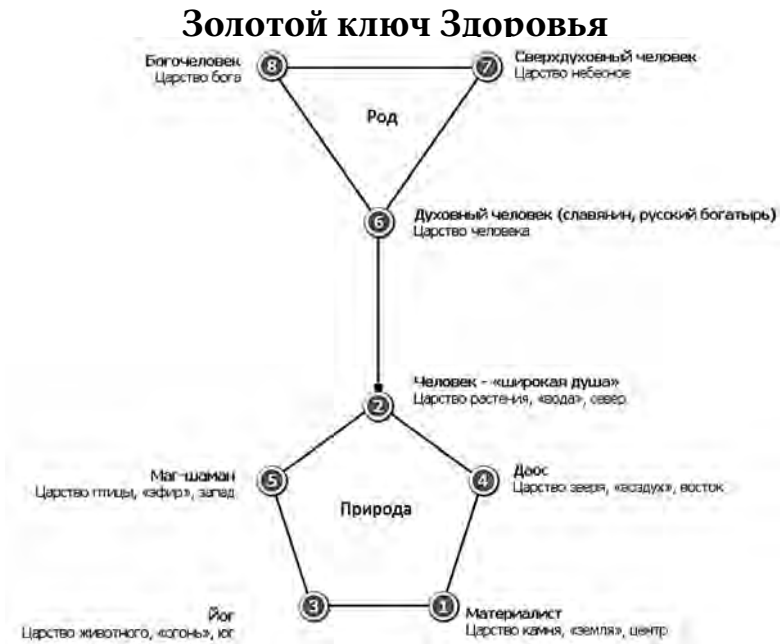 Золотой ключ Здоровья
8
Богочеловек
Царство бога
7
Сверхдуховный человек
Царство небесное
Род
6
Духовный человек (славянин, русский богатырь)
Царство человека
Человек - «широкая душа»
Царство растения, «вода», север
2
5
Маг-шаман
Царство птицы, «эфир», запад
4
Даос
Царство зверя, «воздух», восток
Природа
3
Йог
Царство животного, «огонь», юг
1
Материалист
Царство камня, «земля», центр